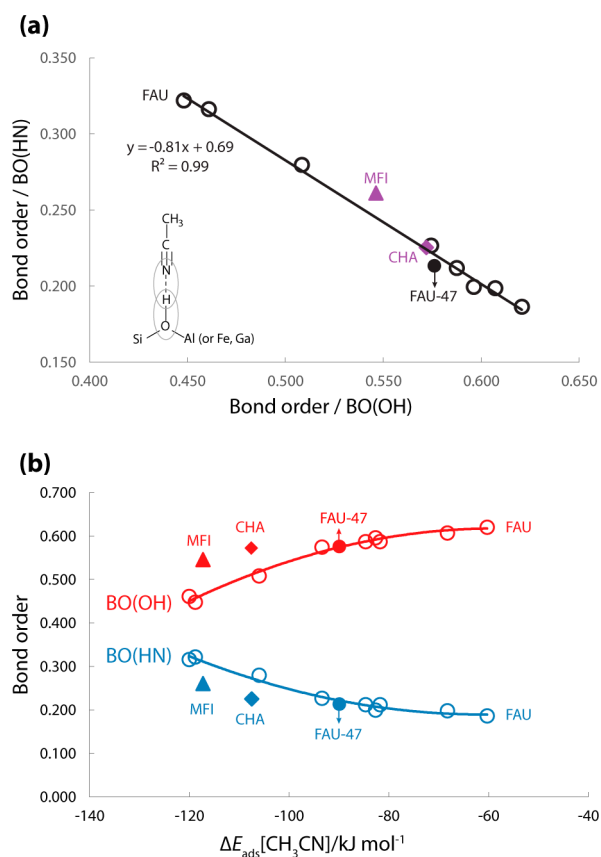 (a)
0.350
FAU
0.300
y = -0.81x + 0.69
R² = 0.99
Bond order / BO(HN)
MFI
0.250
CH₃
C
N
H
O
Si
Al (or Fe, Ga)
CHA
0.200
FAU-47
0.150
0.400 0.450 0.500 0.550 0.600 0.650
Bond order / BO(OH)
(b)
0.700
FAU-47
CHA
MFI
FAU
0.600
0.500
BO(OH)
Bond order
0.400
BO(HN)
0.300
MFI
CHA
FAU-47
FAU
0.200
0.100
0.000
-140 -120 -100 -80 -60 -40
ΔEads[CH₃CN]/kJ mol⁻¹